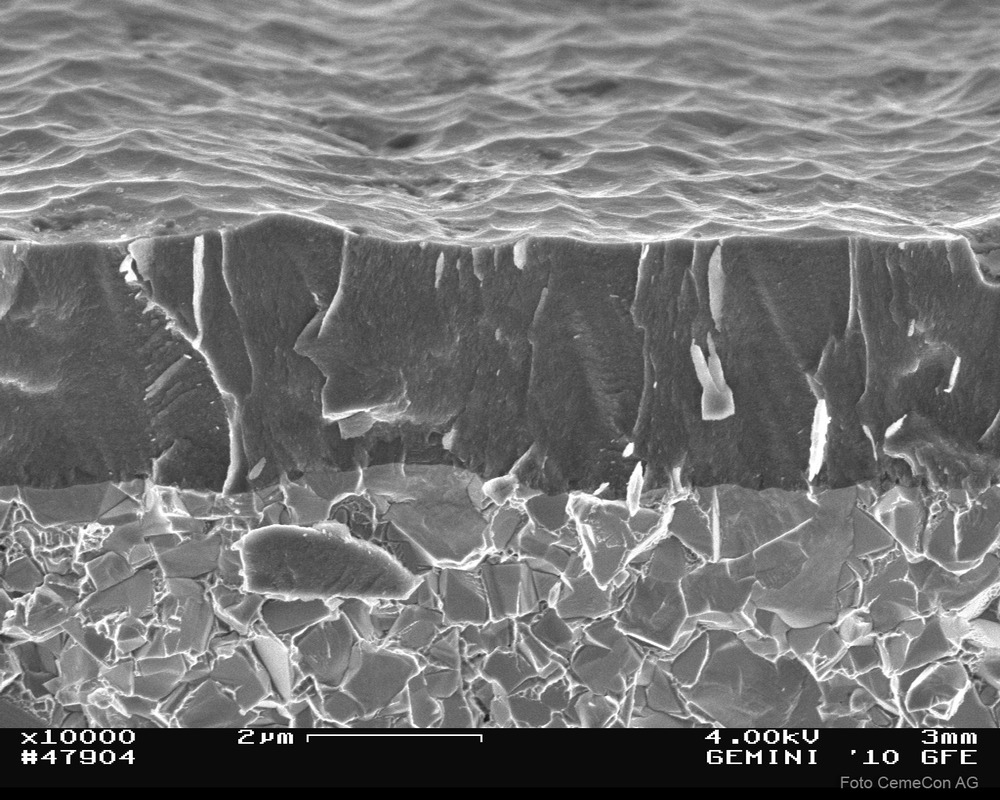 x10000 2µm 4.00kV 3mm
#47904 GEMINI '10 GFE
Foto CemeCon AG